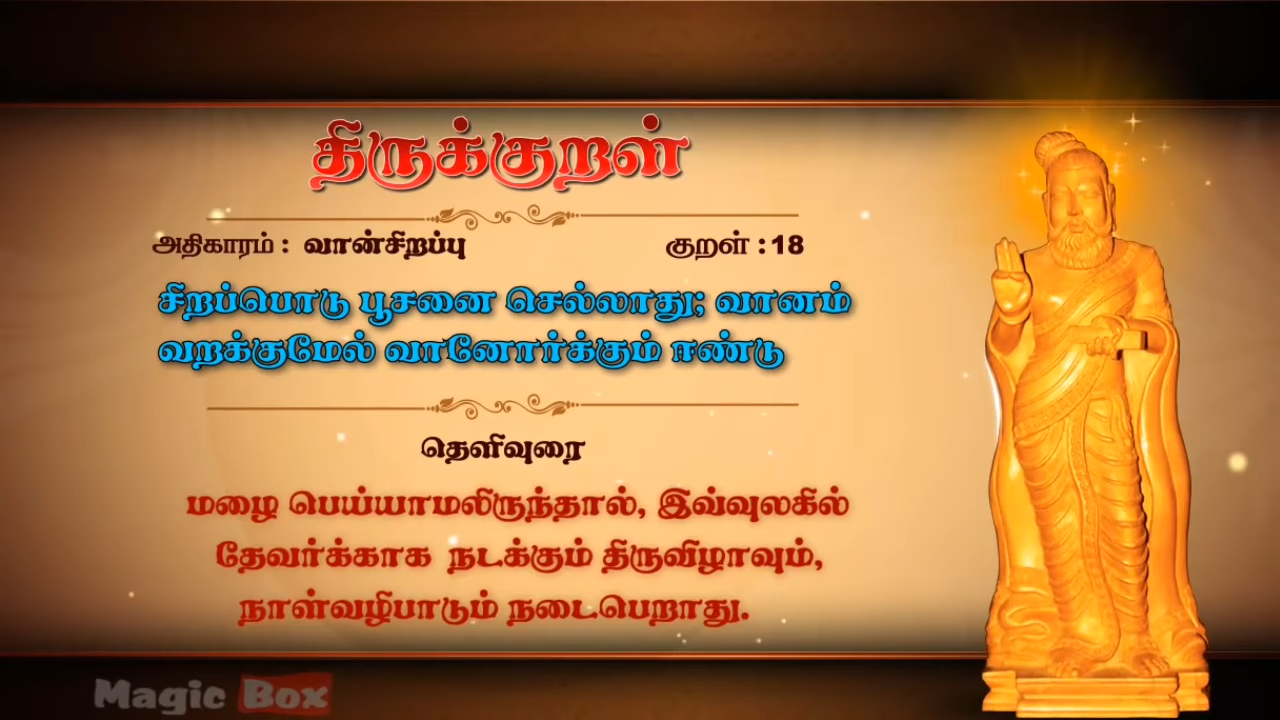 திருக்குறள்
அதிகாரம் : வான்சிறப்பு குறள் : 18
சிறப்பொடு பூசனை செல்லாது; வானம்
வறக்குமேல் வானோர்க்கும் ஈண்டு
தெளிவுரை
மழை பெய்யாமலிருந்தால், இவ்வுலகில்
தேவர்க்காக நடக்கும் திருவிழாவும்,
நாள்வழிபாடும் நடைபெறாது.
Magic Box